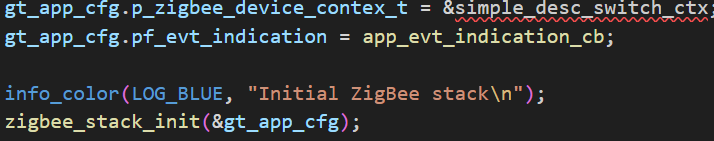 gt_app_cfg.p_zigbee_device_contex_t = &simple_desc_switch_ctx;
gt_app_cfg.pf_evt_indication = app_evt_indication_cb;
info_color(LOG_BLUE, "Initial ZigBee stack\n");
zigbee_stack_init(&gt_app_cfg);